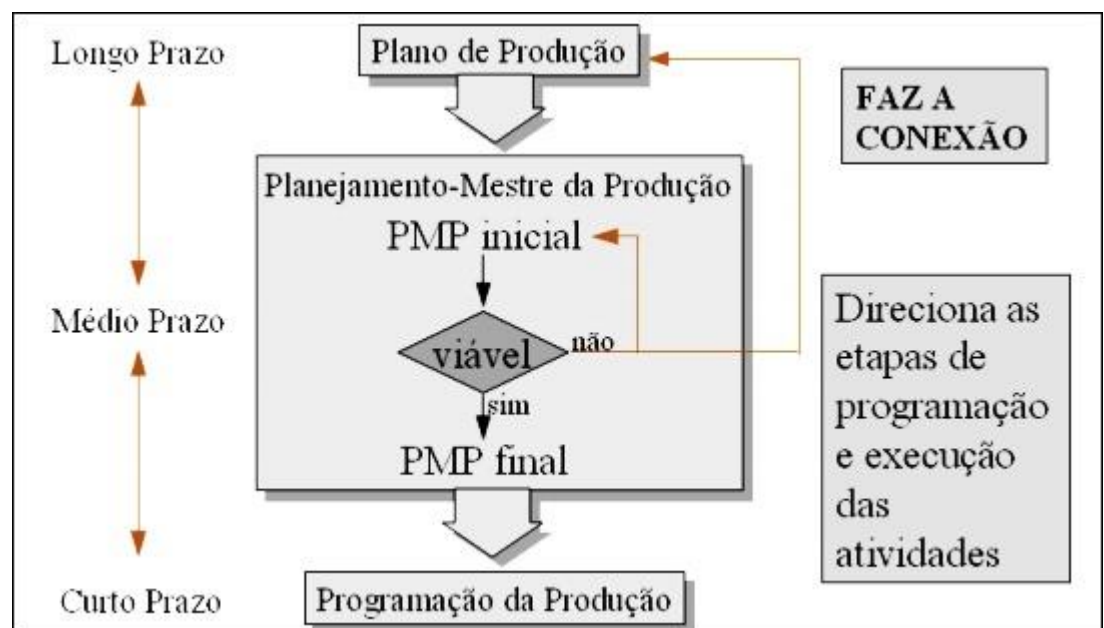 Longo Prazo
Plano de Produção
FAZ A
CONEXÃO
Planejamento-Mestre da Produção
PMP inicial
Médio Prazo
viável
não
sim
PMP final
Direciona as
etapas de
programação
e execução
das
atividades
Curto Prazo
Programação da Produção